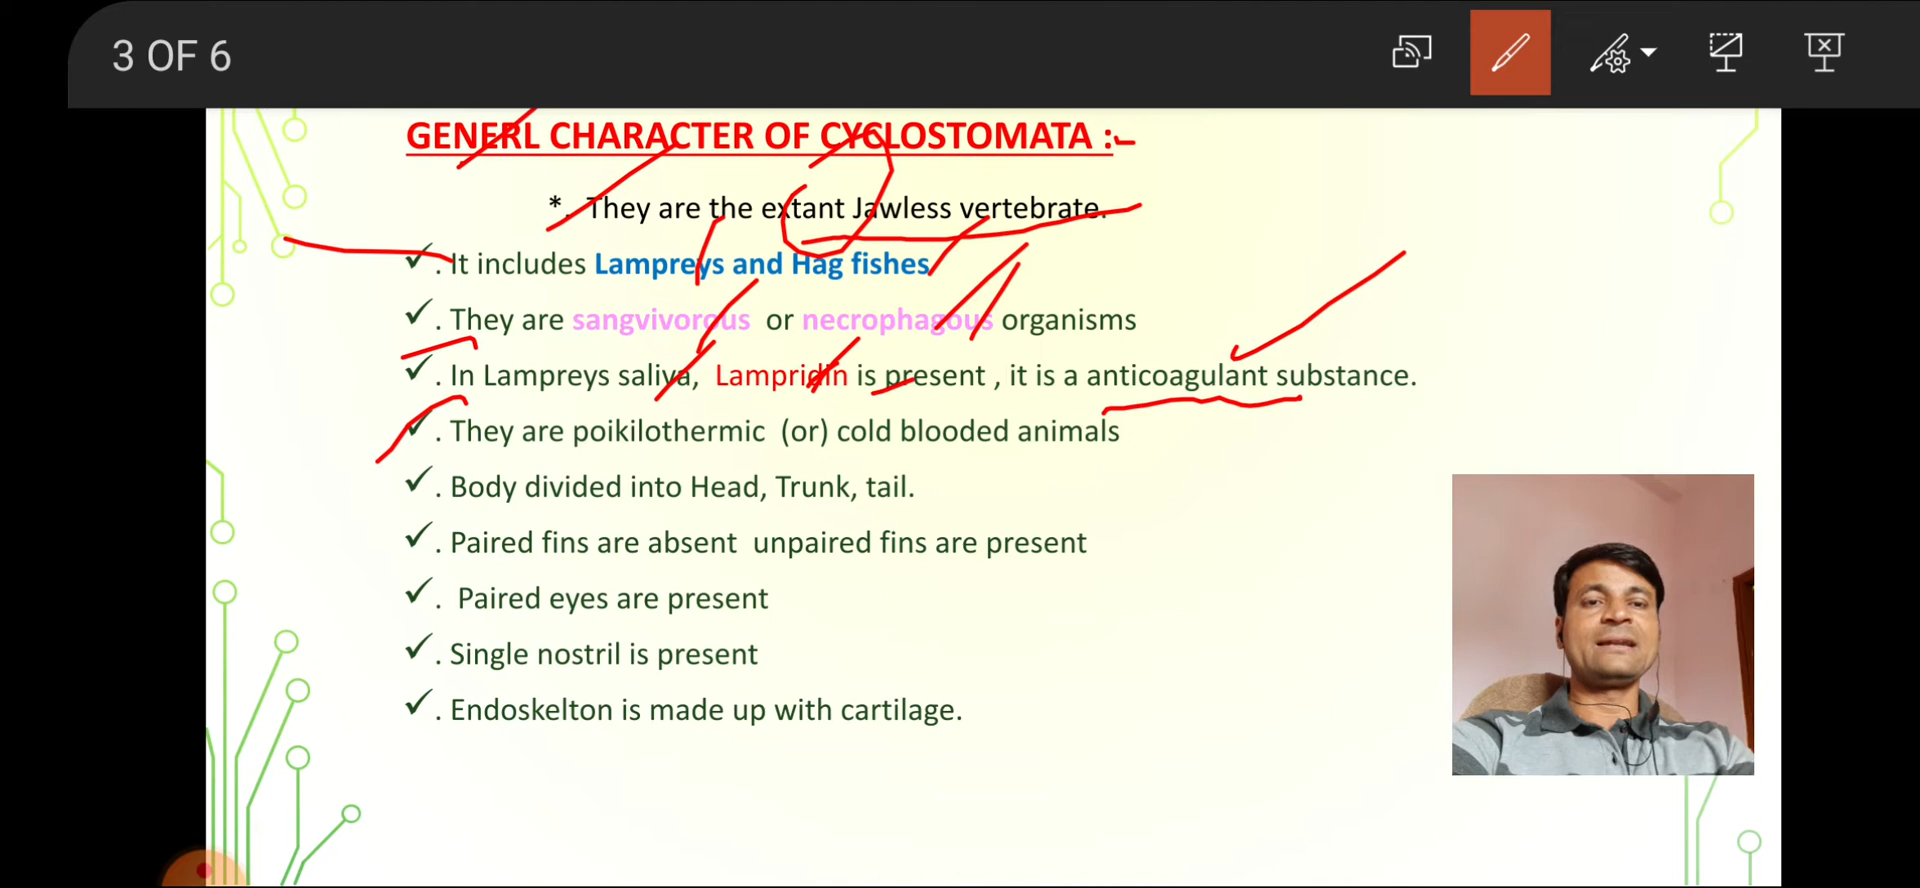 3 OF 6
GENERL CHARACTER OF CYCLOSTOMATA :-
*. They are the extant Jawless vertebrate.
✓. It includes Lampreys and Hag fishes
✓. They are sangvivorous or necrophagous organisms
✓. In Lampreys saliva, Lampridin is present , it is a anticoagulant substance.
✓. They are poikilothermic (or) cold blooded animals
✓. Body divided into Head, Trunk, tail.
✓. Paired fins are absent unpaired fins are present
✓. Paired eyes are present
✓. Single nostril is present
✓. Endoskelton is made up with cartilage.